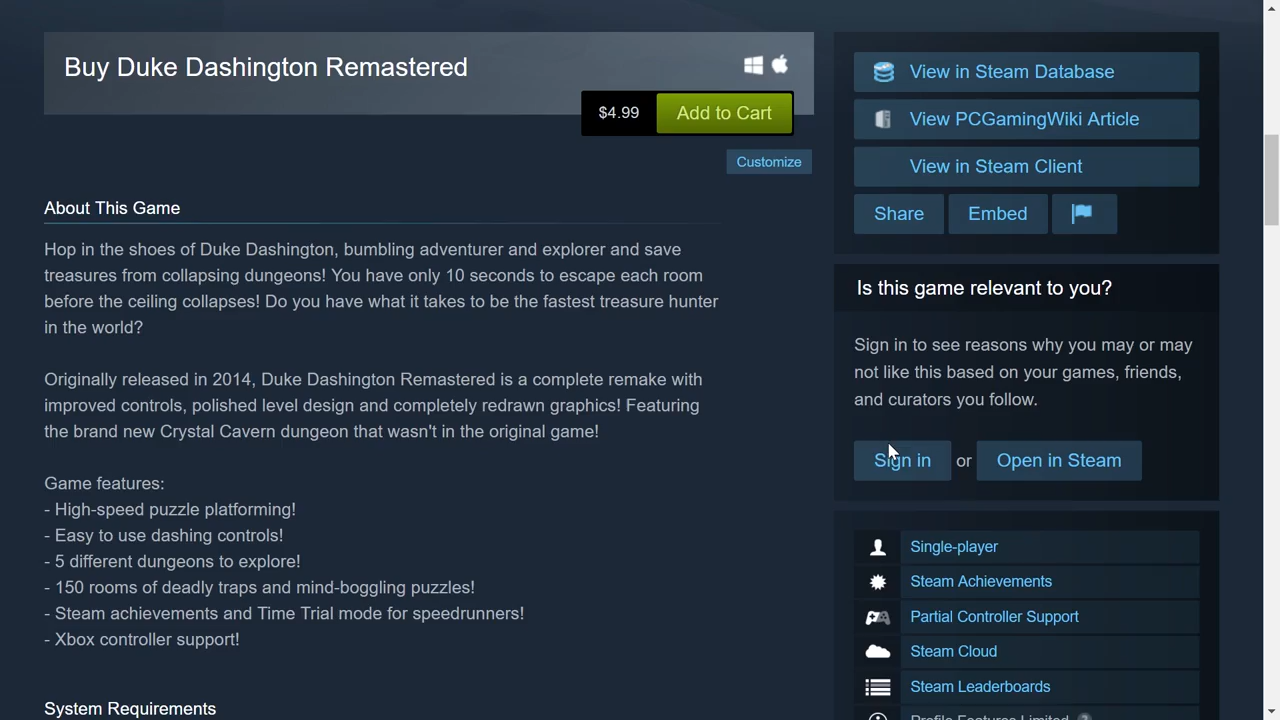 Buy Duke Dashington Remastered
$4.99
Add to Cart
Customize
About This Game
Hop in the shoes of Duke Dashington, bumbling adventurer and explorer and save
treasures from collapsing dungeons! You have only 10 seconds to escape each room
before the ceiling collapses! Do you have what it takes to be the fastest treasure hunter
in the world?
Originally released in 2014, Duke Dashington Remastered is a complete remake with
improved controls, polished level design and completely redrawn graphics! Featuring
the brand new Crystal Cavern dungeon that wasn't in the original game!
Game features:
- High-speed puzzle platforming!
- Easy to use dashing controls!
- 5 different dungeons to explore!
- 150 rooms of deadly traps and mind-boggling puzzles!
- Steam achievements and Time Trial mode for speedrunners!
- Xbox controller support!
System Requirements
View in Steam Database
View PCGamingWiki Article
View in Steam Client
Share
Embed
Is this game relevant to you?
Sign in to see reasons why you may or may
not like this based on your games, friends,
and curators you follow.
Sign in or Open in Steam
Single-player
Steam Achievements
Partial Controller Support
Steam Cloud
Steam Leaderboards
Profile Features Limited